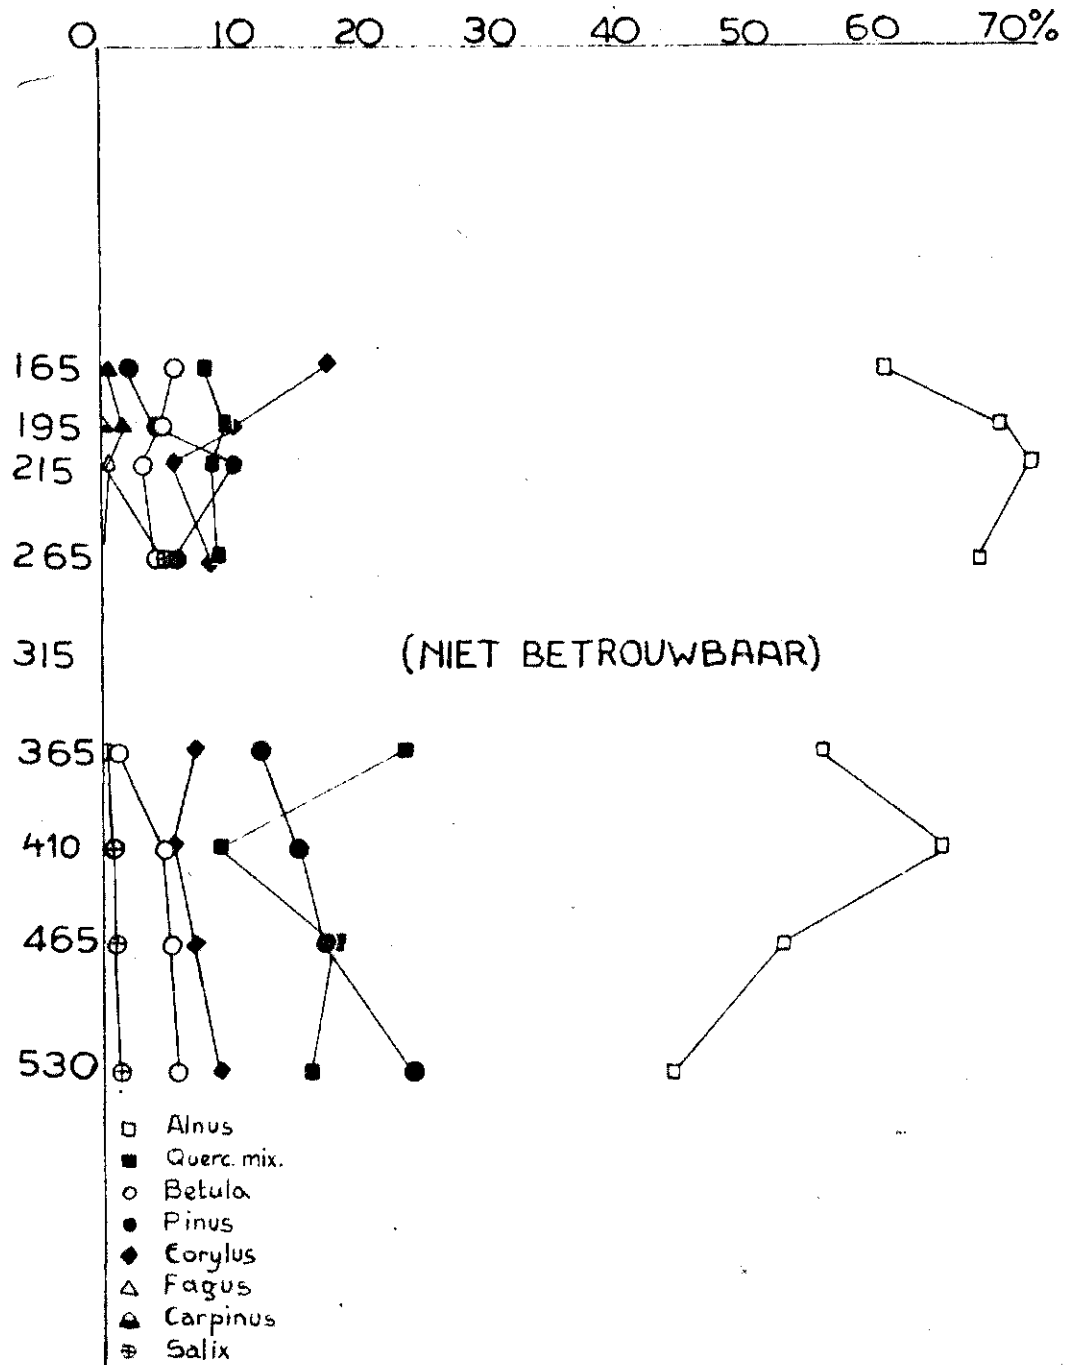 0 10 20 30 40 50 60 70%
165
195
215
265
315 (NIET BETROUWBAAR)
365
410
465
530
Alnus
Querc. mix.
Betula
Pinus
Corylus
Fagus
Carpinus
Salix